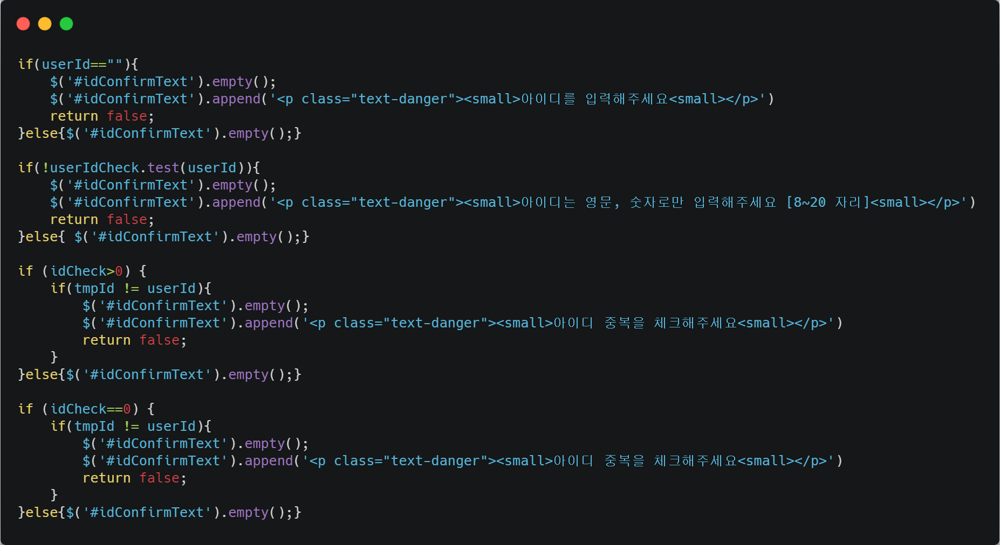 if(userId==""){
    $('#idConfirmText').empty();
    $('#idConfirmText').append('<p class="text-danger"><small>아이디를 입력해주세요<small></p>')
    return false;
}else{$('#idConfirmText').empty();}

if(!userIdCheck.test(userId)){
    $('#idConfirmText').empty();
    $('#idConfirmText').append('<p class="text-danger"><small>아이디는 영문, 숫자로만 입력해주세요 [8~20 자리]<small></p>')
    return false;
}else{ $('#idConfirmText').empty();}

if (idCheck>0) {
    if(tmpId != userId){
        $('#idConfirmText').empty();
        $('#idConfirmText').append('<p class="text-danger"><small>아이디 중복을 체크해주세요<small></p>')
        return false;
    }
}else{$('#idConfirmText').empty();}

if (idCheck==0) {
    if(tmpId != userId){
        $('#idConfirmText').empty();
        $('#idConfirmText').append('<p class="text-danger"><small>아이디 중복을 체크해주세요<small></p>')
        return false;
    }
}else{$('#idConfirmText').empty();}